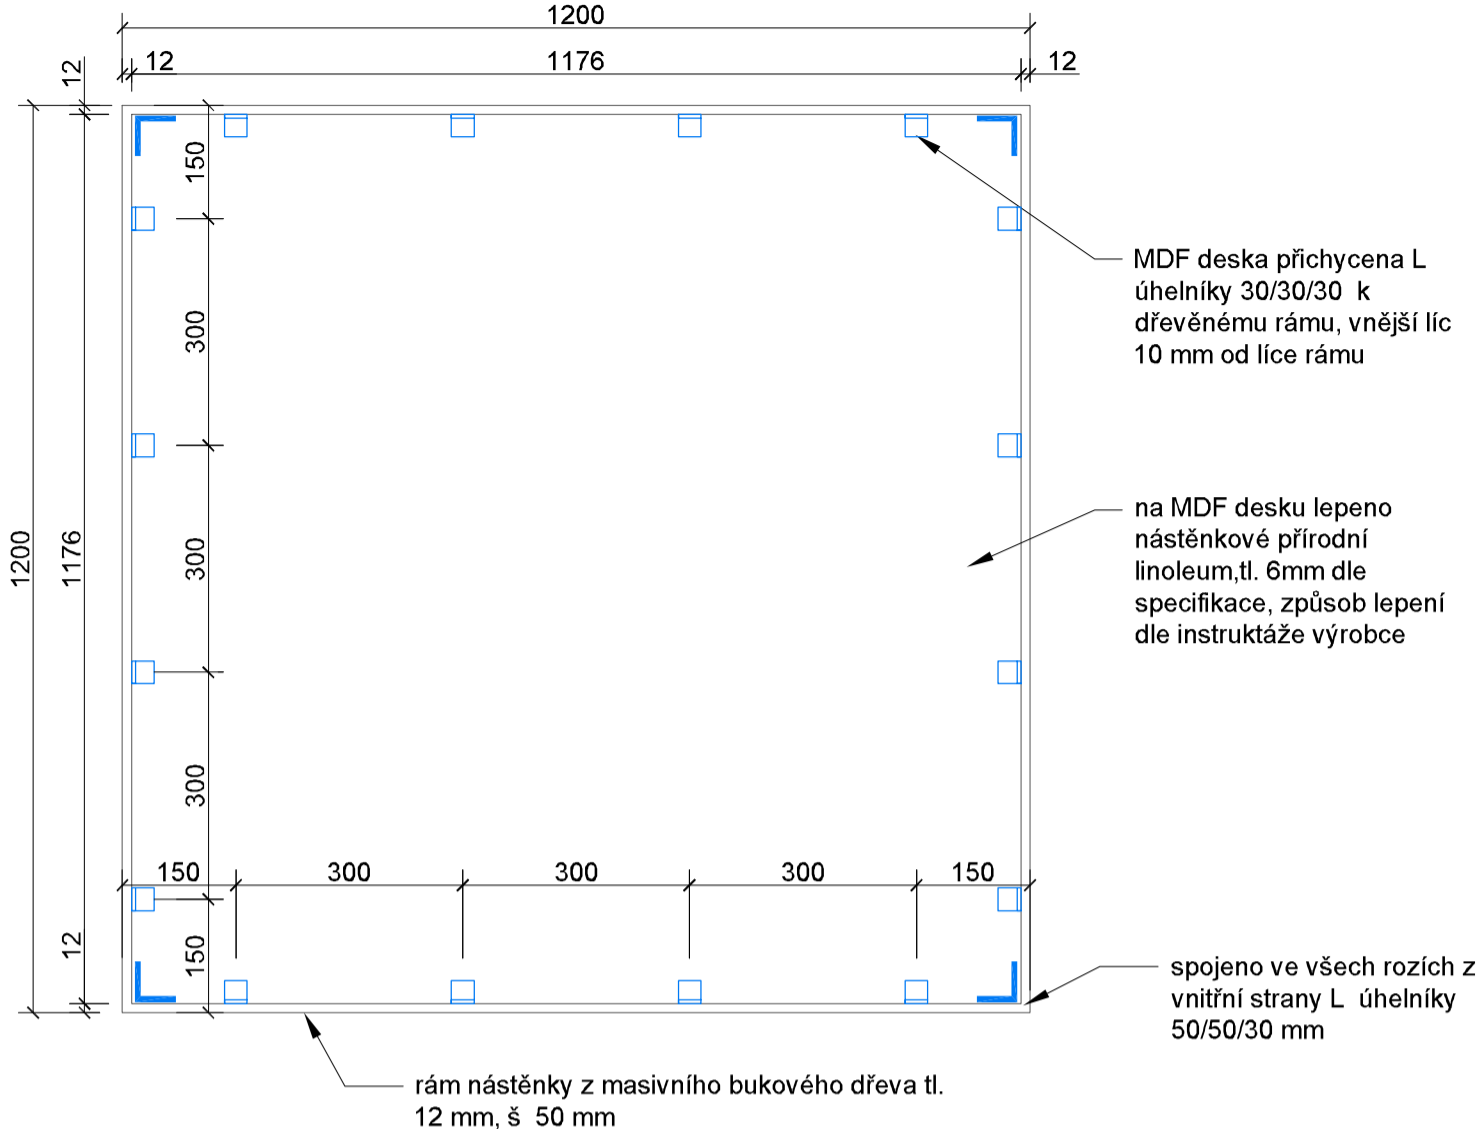 1200
12
1176
12
12
150
300
1200
1176
300
300
150
300
300
300
150
12
150
MDF deska přichycena L
úhelníky 30/30/30 k
dřevěnému rámu, vnější líc
10 mm od líce rámu
na MDF desku lepeno
nástěnkové přírodní
linoleum,tl. 6mm dle
specifikace, způsob lepení
dle instruktáže výrobce
spojeno ve všech rozích z
vnitřní strany L úhelníky
50/50/30 mm
rám nástěnky z masivního bukového dřeva tl.
12 mm, š 50 mm